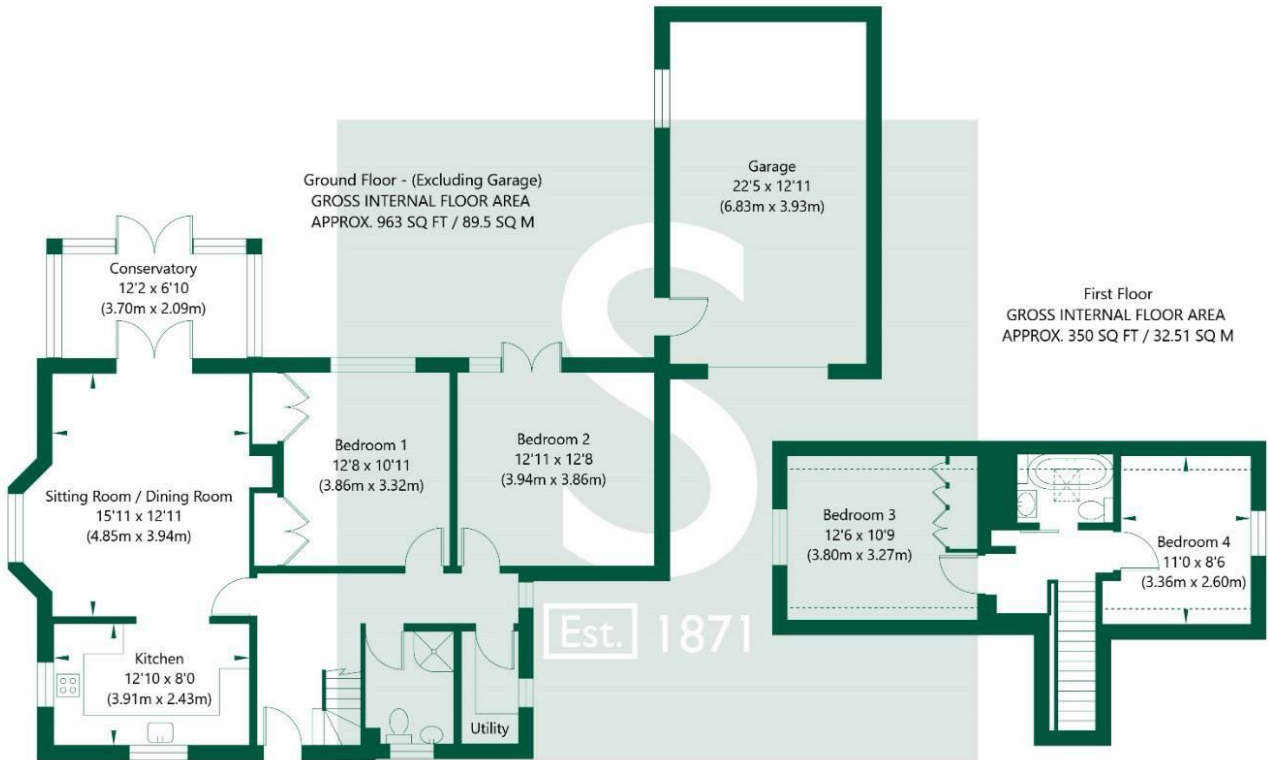 Ground Floor - (Excluding Garage)
GROSS INTERNAL FLOOR AREA
APPROX. 963 SQ FT / 89.5 SQ M
Garage
22'5 x 12'11
(6.83m x 3.93m)
Conservatory
12'2 x 6'10
(3.70m x 2.09m)
First Floor
GROSS INTERNAL FLOOR AREA
APPROX. 350 SQ FT / 32.51 SQ M
Sitting Room / Dining Room
15'11 x 12'11
(4.85m x 3.94m)
Bedroom 1
12'8 x 10'11
(3.86m x 3.32m)
Bedroom 2
12'11 x 12'8
(3.94m x 3.86m)
Bedroom 3
12'6 x 10'9
(3.80m x 3.27m)
Bedroom 4
11'0 x 8'6
(3.36m x 2.60m)
Kitchen
12'10 x 8'0
(3.91m x 2.43m)
Utility
S
Est. 1871